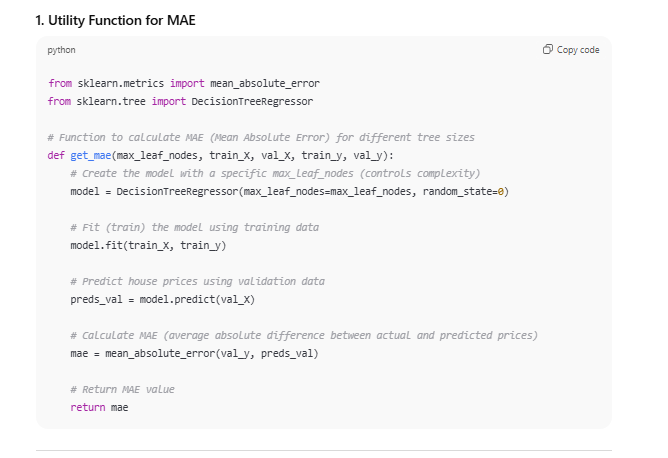 1. Utility Function for MAE
python
Copy code
from sklearn.metrics import mean_absolute_error
from sklearn.tree import DecisionTreeRegressor
# Function to calculate MAE (Mean Absolute Error) for different tree sizes
def get_mae(max_leaf_nodes, train_X, val_X, train_y, val_y):
    # Create the model with a specific max_leaf_nodes (controls complexity)
    model = DecisionTreeRegressor(max_leaf_nodes=max_leaf_nodes, random_state=0)
    # Fit (train) the model using training data
    model.fit(train_X, train_y)
    # Predict house prices using validation data
    preds_val = model.predict(val_X)
    # Calculate MAE (average absolute difference between actual and predicted prices)
    mae = mean_absolute_error(val_y, preds_val)
    # Return MAE value
    return mae